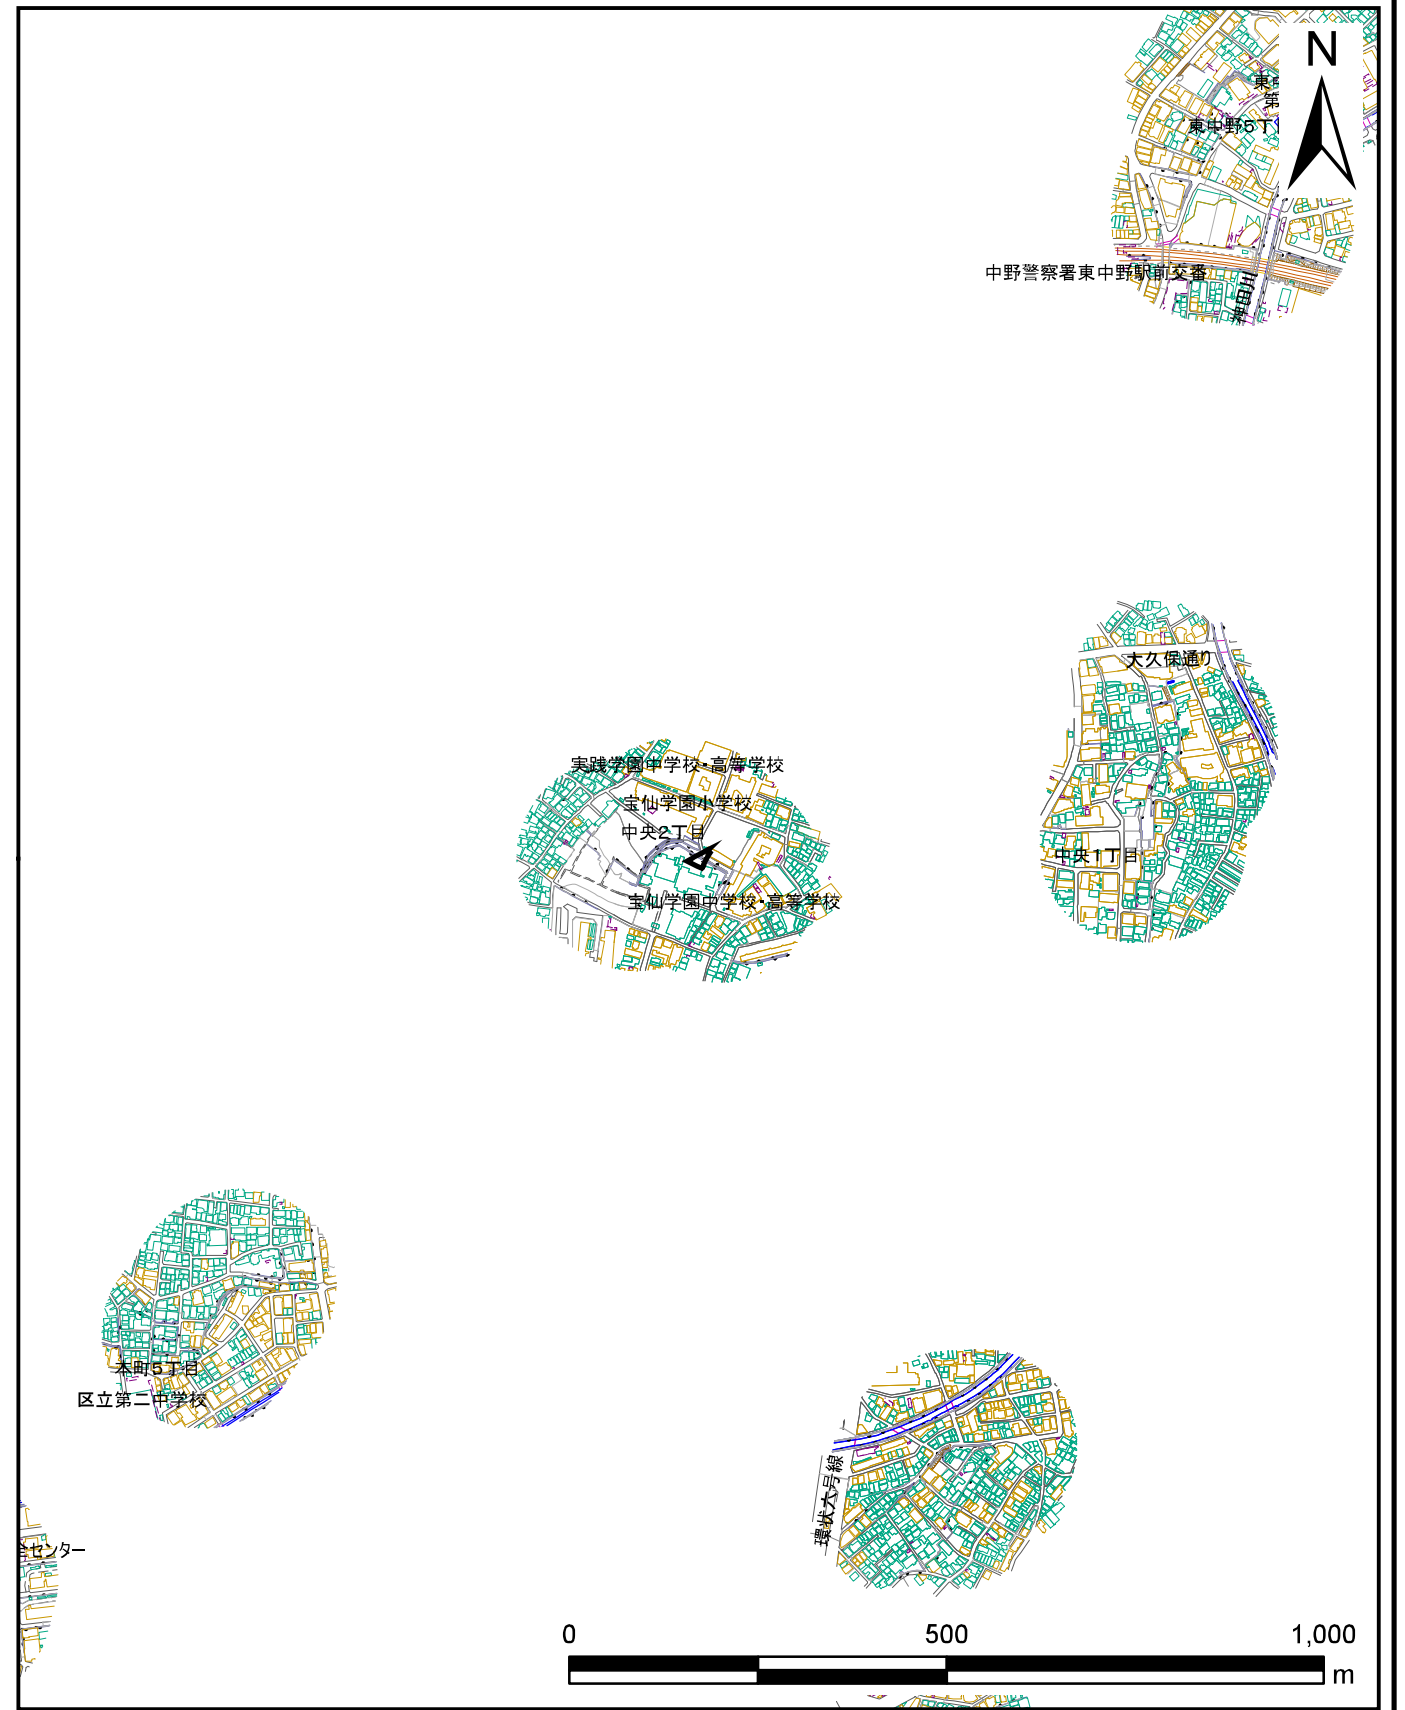 N
東中
第
東中野5丁
中野警察署東中野駅前交番
神田川
大久保通り
実践学園中学校・高等学校
宝仙学園小学校
中央2丁目
中央1丁目
宝仙学園中学校・高等学校
本町5丁目
区立第二中学校
環状六号線
合センター
0 500 1,000
m